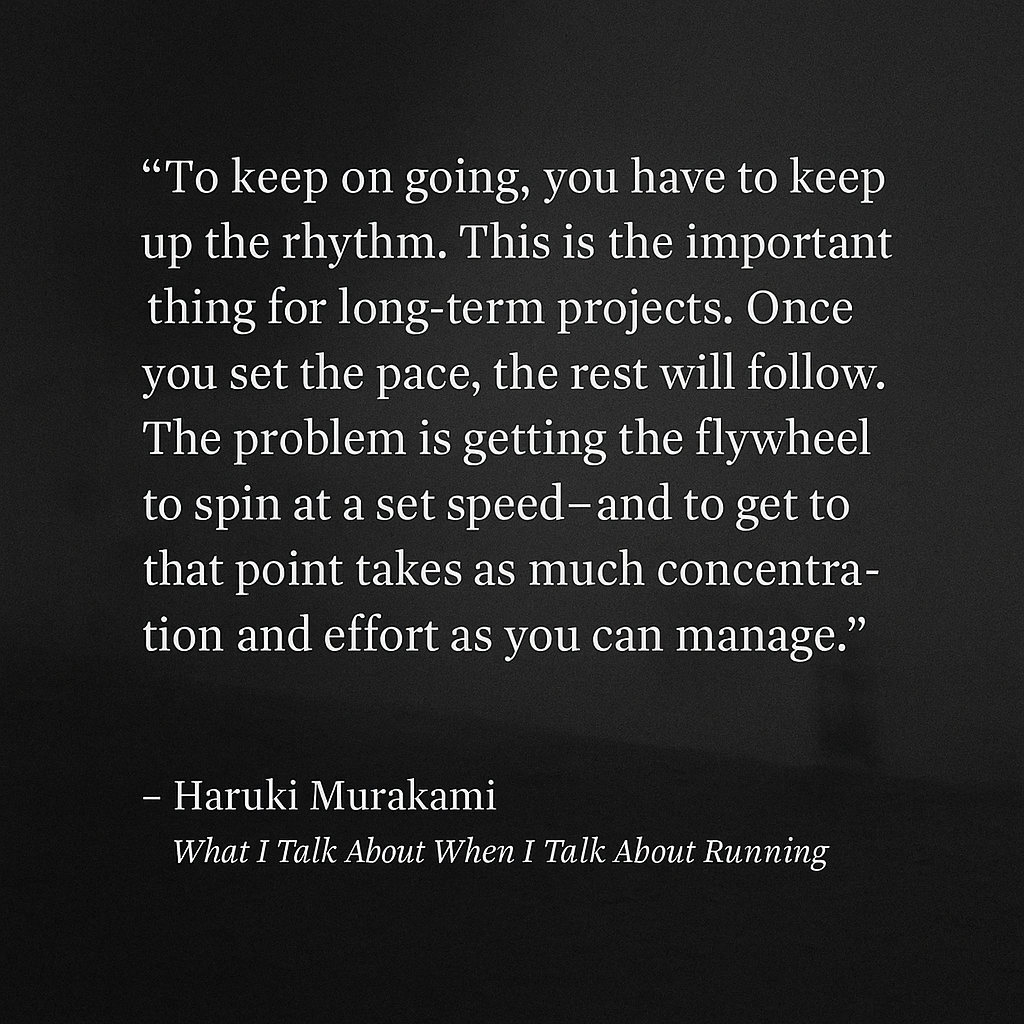 “To keep on going, you have to keep
up the rhythm. This is the important
thing for long-term projects. Once
you set the pace, the rest will follow.
The problem is getting the flywheel
to spin at a set speed–and to get to
that point takes as much concentra-
tion and effort as you can manage.”
– Haruki Murakami
What I Talk About When I Talk About Running